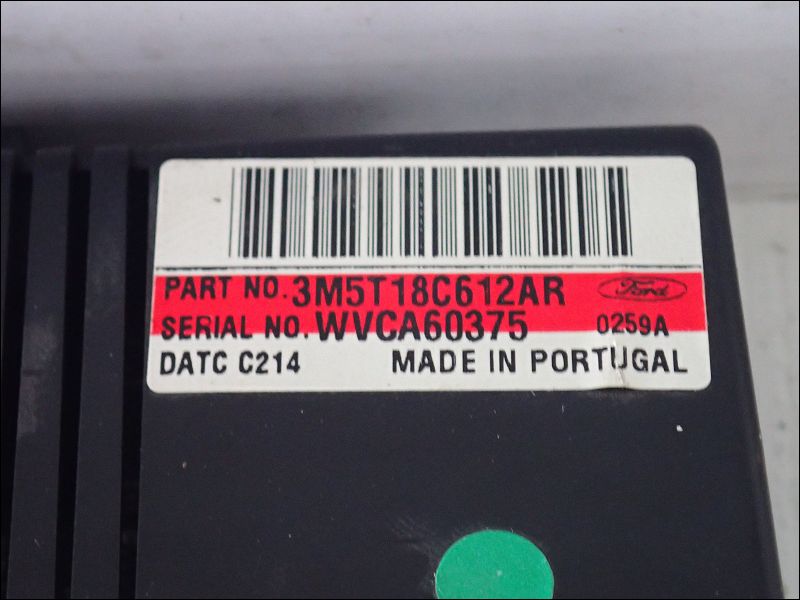 PART NO. 3M5T18C612AR Ford
SERIAL NO. WVCA60375 0259A
DATC C214 MADE IN PORTUGAL